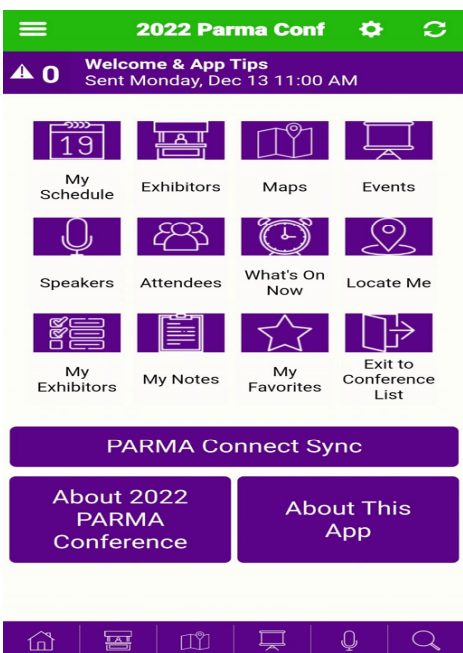 2022 Parma Conf
0
Welcome & App Tips
Sent Monday, Dec 13 11:00 AM
19
My
Schedule
Exhibitors
Maps
Events
Speakers
Attendees
What's On
Now
Locate Me
My
Exhibitors
My Notes
My
Favorites
Exit to
Conference
List
PARMA Connect Sync
About 2022
PARMA
Conference
About This
App